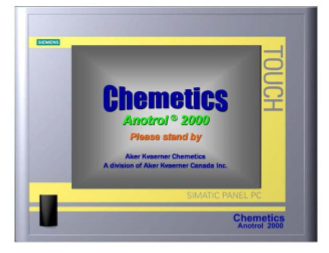 SIEMENS
TOUCH
Chemetics
Anotrol ® 2000
Please stand by
Aker Kvaerner Chemetics
A division of Aker Kvaerner Canada Inc.
SIMATIC PANEL PC
Chemetics
Anotrol 2000